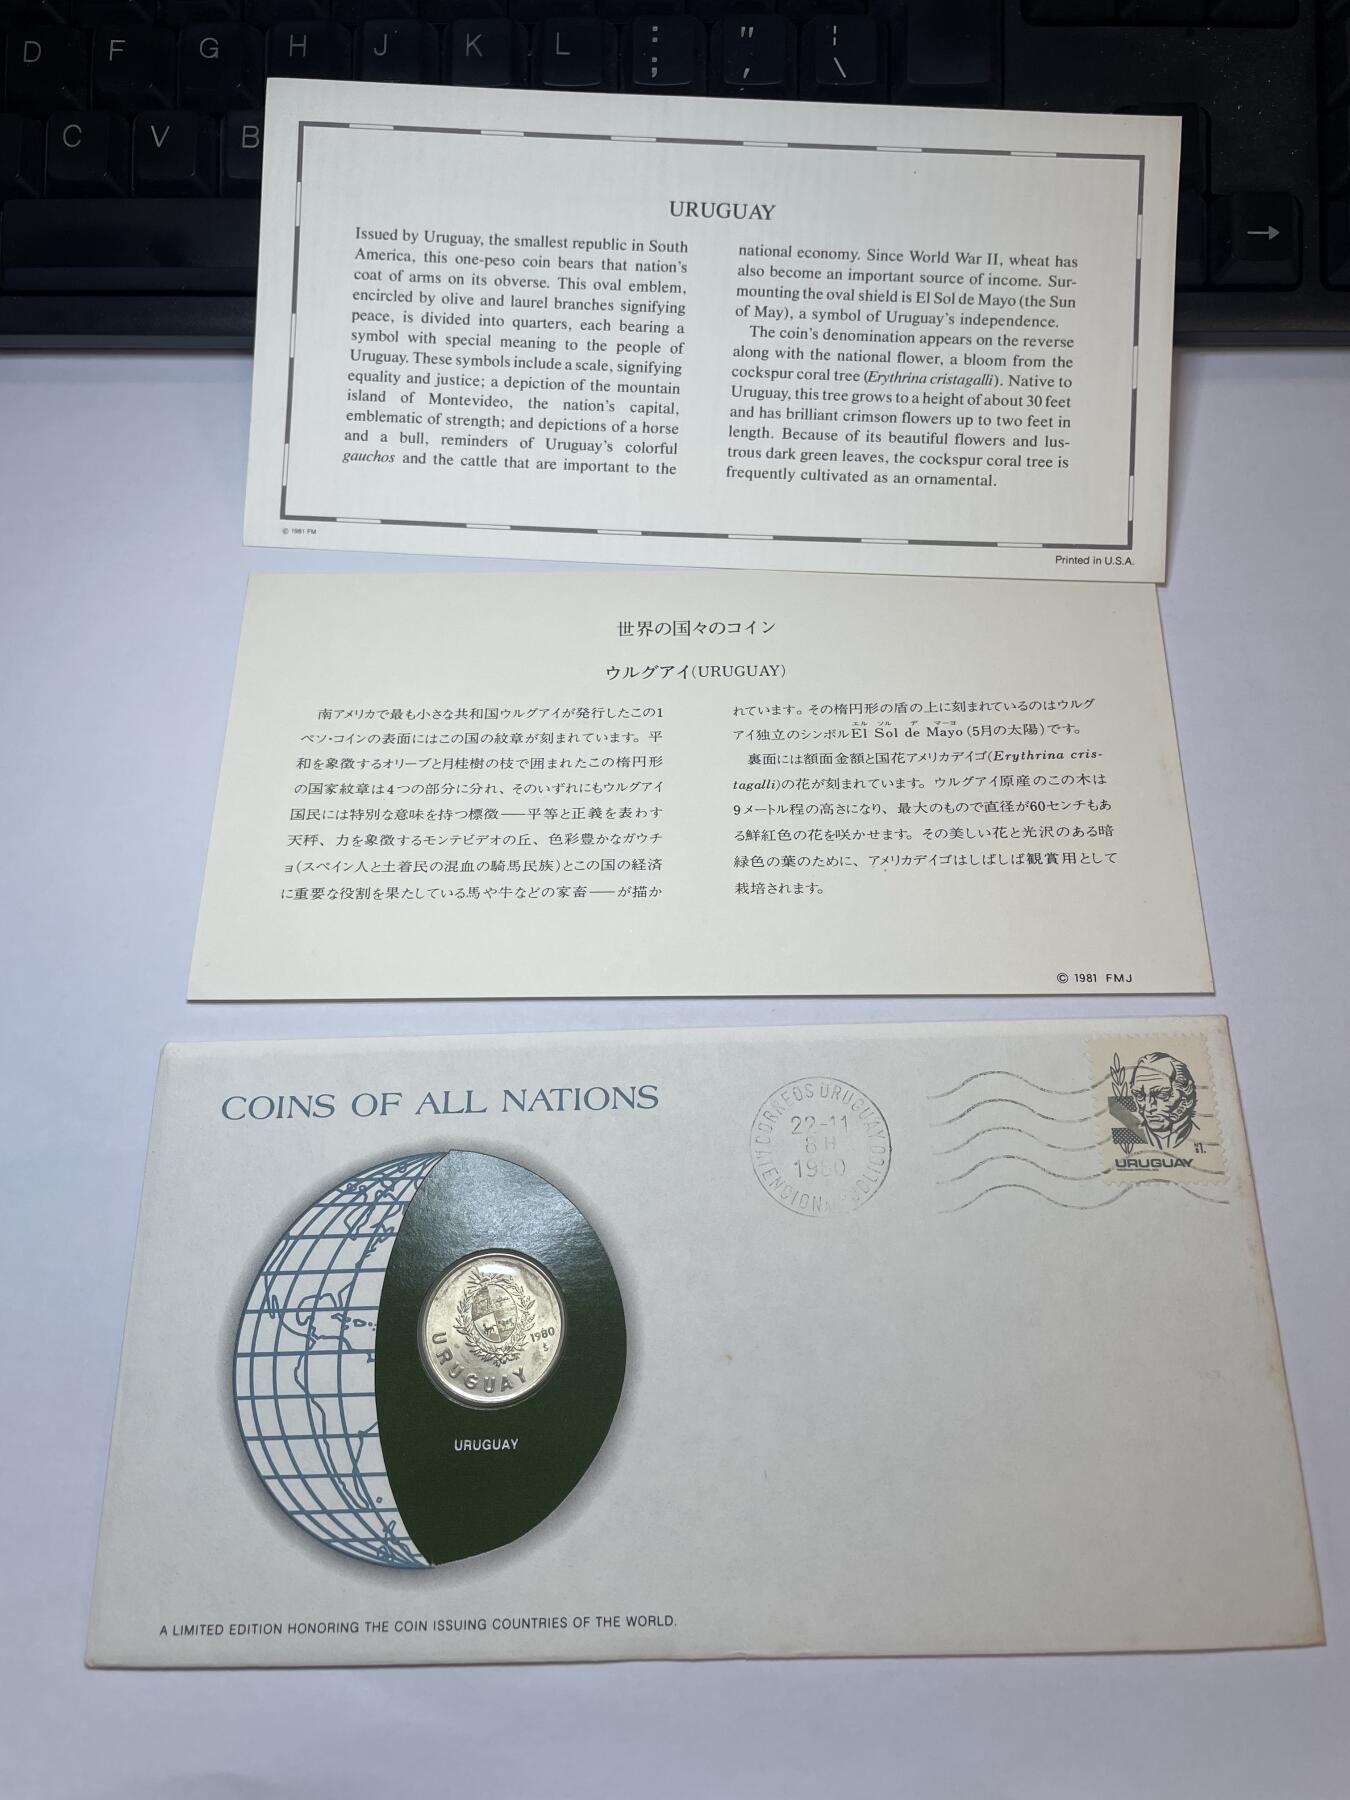 D F G H J K L : ; " , ¦ \
C V B
→
URUGUAY
Issued by Uruguay, the smallest republic in South
America, this one-peso coin bears that nation's
coat of arms on its obverse. This oval emblem,
encircled by olive and laurel branches signifying
peace, is divided into quarters, each bearing a
symbol with special meaning to the people of
Uruguay. These symbols include a scale, signifying
equality and justice; a depiction of the mountain
island of Montevideo, the nation's capital,
emblematic of strength; and depictions of a horse
and a bull, reminders of Uruguay's colorful
gauchos and the cattle that are important to the
national economy. Since World War II, wheat has
also become an important source of income. Sur-
mounting the oval shield is El Sol de Mayo (the Sun
of May), a symbol of Uruguay's independence.
The coin's denomination appears on the reverse
along with the national flower, a bloom from the
cockspur coral tree (Erythrina cristagalli). Native to
Uruguay, this tree grows to a height of about 30 feet
and has brilliant crimson flowers up to two feet in
length. Because of its beautiful flowers and lus-
trous dark green leaves, the cockspur coral tree is
frequently cultivated as an ornamental.
© 1981 FM
Printed in U.S.A.
世界の国々のコイン
ウルグアイ(URUGUAY)
南アメリカで最も小さな共和国ウルグアイが発行したこの1
ペソ・コインの表面にはこの国の紋章が刻まれています。平
和を象徴するオリーブと月桂樹の枝で囲まれたこの楕円形
の国家紋章は4つの部分に分れ、そのいずれにもウルグアイ
国民には特別な意味を持つ標徴——平等と正義を表わす
天秤、力を象徴するモンテビデオの丘、色彩豊かなガウチ
ョ(スペイン人と土着民の混血の騎馬民族)とこの国の経済
に重要な役割を果たしている馬や牛などの家畜——が描か
れています。その楕円形の盾の上に刻まれているのはウルグ
エル ソル デ マーヨ
アイ独立のシンボルEl Sol de Mayo (5月の太陽)です。
裏面には額面金額と国花アメリカデイゴ(Erythrina cris-
tagalli)の花が刻まれています。ウルグアイ原産のこの木は
9メートル程の高さになり、最大のもので直径が60センチもあ
る鮮紅色の花を咲かせます。その美しい花と光沢のある暗
緑色の葉のために、アメリカデイゴはしばしば観賞用として
栽培されます。
© 1981 FMJ
COINS OF ALL NATIONS
CORREOS URUGUAY
22-11
8 H
1980
N$1.
URUGUAY
1980
S
URUGUAY
URUGUAY
A LIMITED EDITION HONORING THE COIN ISSUING COUNTRIES OF THE WORLD.